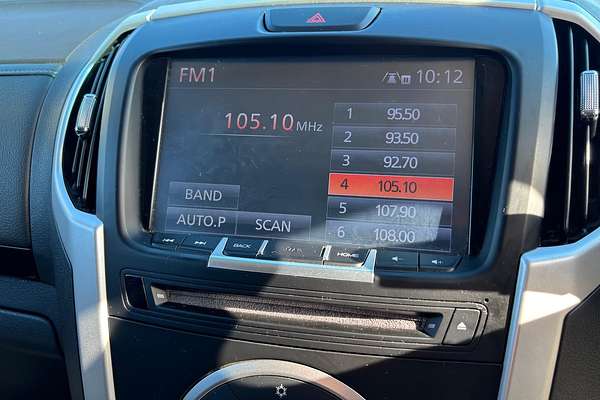 FM1
10:12
105.10 MHz
1 95.50
2 93.50
3 92.70
4 105.10
5 107.90
6 108.00
BAND
AUTO.P SCAN
BACK
HOME